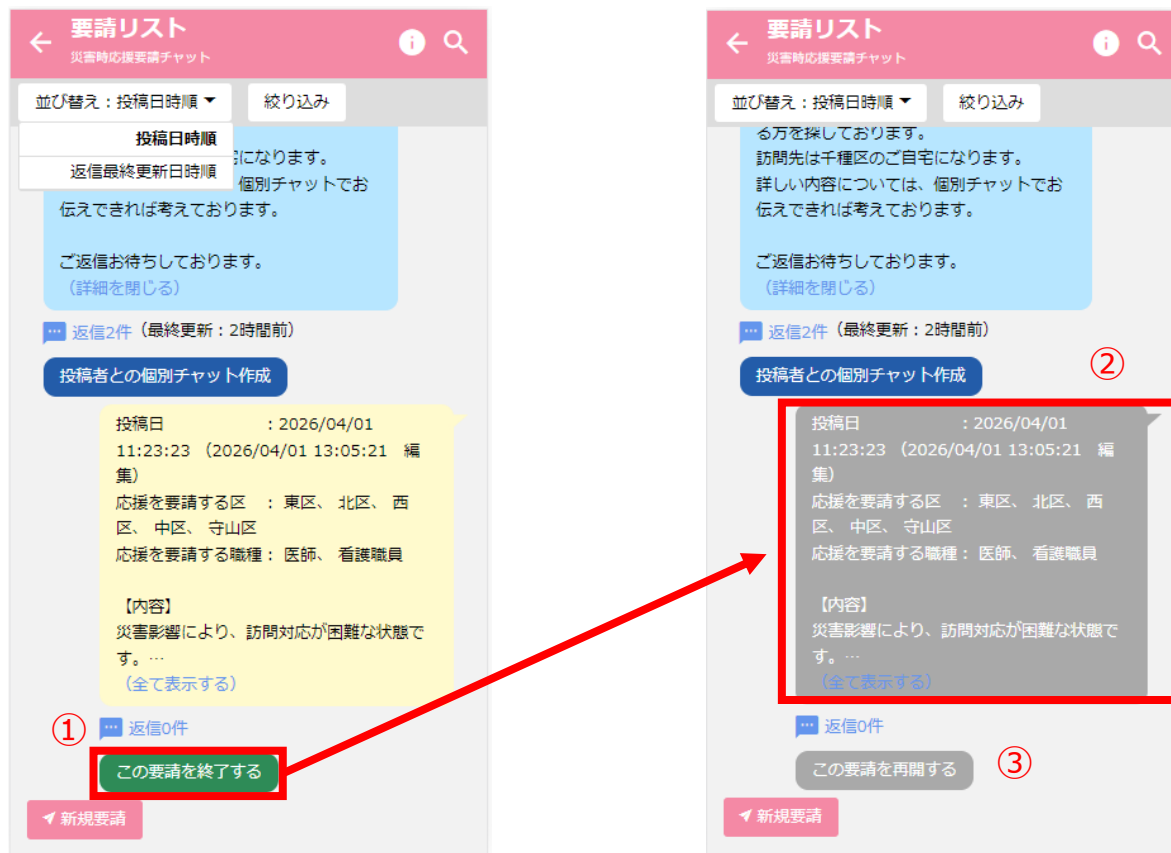 要請リスト
災害時応援要請チャット
並び替え：投稿日時順▼
絞り込み
投稿日時順
返信最終更新日時順
になります。
個別チャットでお
伝えできれば考えております。
ご返信お待ちしております。
（詳細を閉じる）
返信2件（最終更新：2時間前）
投稿者との個別チャット作成
投稿日　　　　：2026/04/01
11:23:23 （2026/04/01 13:05:21　編
集）
応援を要請する区　： 東区、 北区、 西
区、 中区、 守山区
応援を要請する職種： 医師、 看護職員
【内容】
災害影響により、訪問対応が困難な状態で
す。…
（全て表示する）
① 返信0件
この要請を終了する
新規要請
要請リスト
災害時応援要請チャット
並び替え：投稿日時順▼
絞り込み
る方を探しております。
訪問先は千種区のご自宅になります。
詳しい内容については、個別チャットでお
伝えできれば考えております。
ご返信お待ちしております。
（詳細を閉じる）
返信2件（最終更新：2時間前）
投稿者との個別チャット作成
②
投稿日　　　　：2026/04/01
11:23:23 （2026/04/01 13:05:21　編
集）
応援を要請する区　： 東区、 北区、 西
区、 中区、 守山区
応援を要請する職種： 医師、 看護職員
【内容】
災害影響により、訪問対応が困難な状態で
す。…
（全て表示する）
返信0件
この要請を再開する ③
新規要請